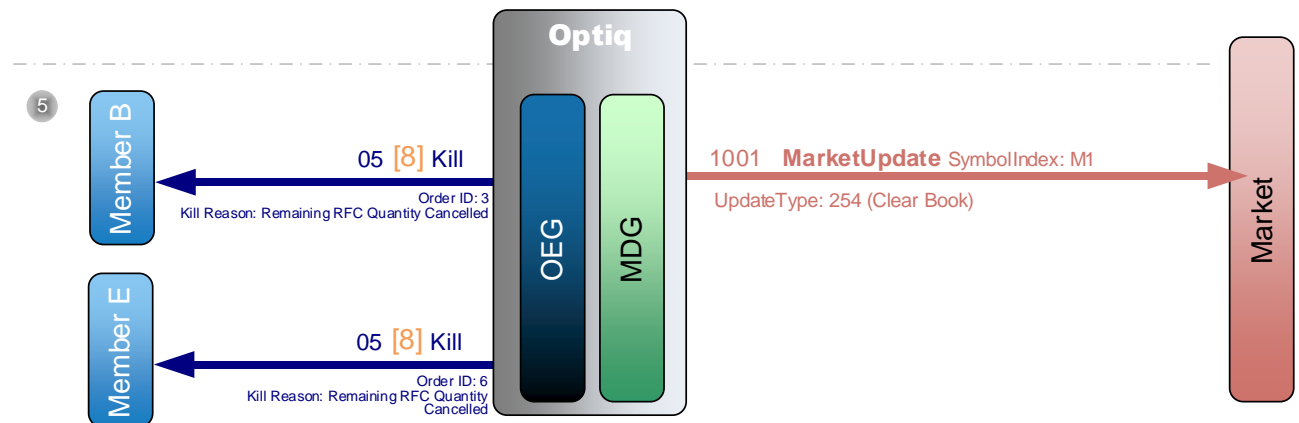 Optiq
5
Member B
05 [8] Kill
Order ID: 3
Kill Reason: Remaining RFC Quantity Cancelled
OEG
MDG
1001 MarketUpdate SymbolIndex: M1
UpdateType: 254 (Clear Book)
Market
Member E
05 [8] Kill
Order ID: 6
Kill Reason: Remaining RFC Quantity
Cancelled